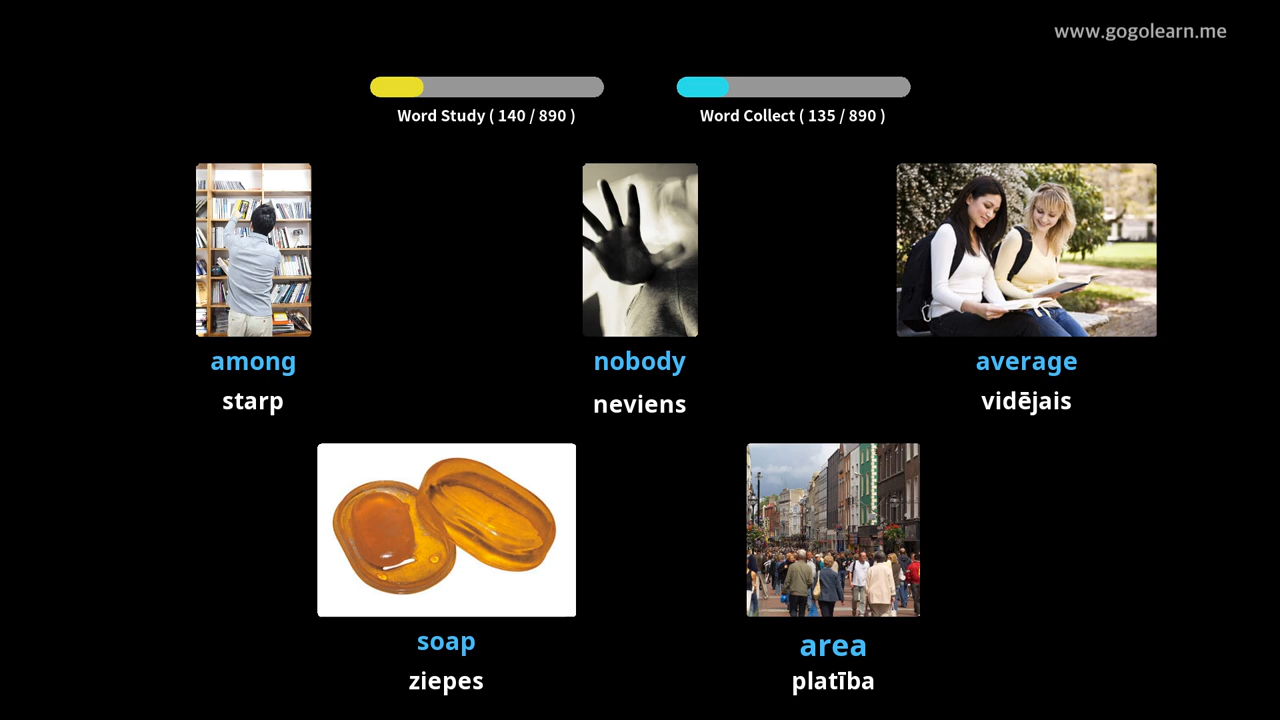 www.gogolearn.me
Word Study ( 140 / 890 )
Word Collect ( 135 / 890 )
among
starp
nobody
neviens
average
vidējais
soap
ziepes
area
platība